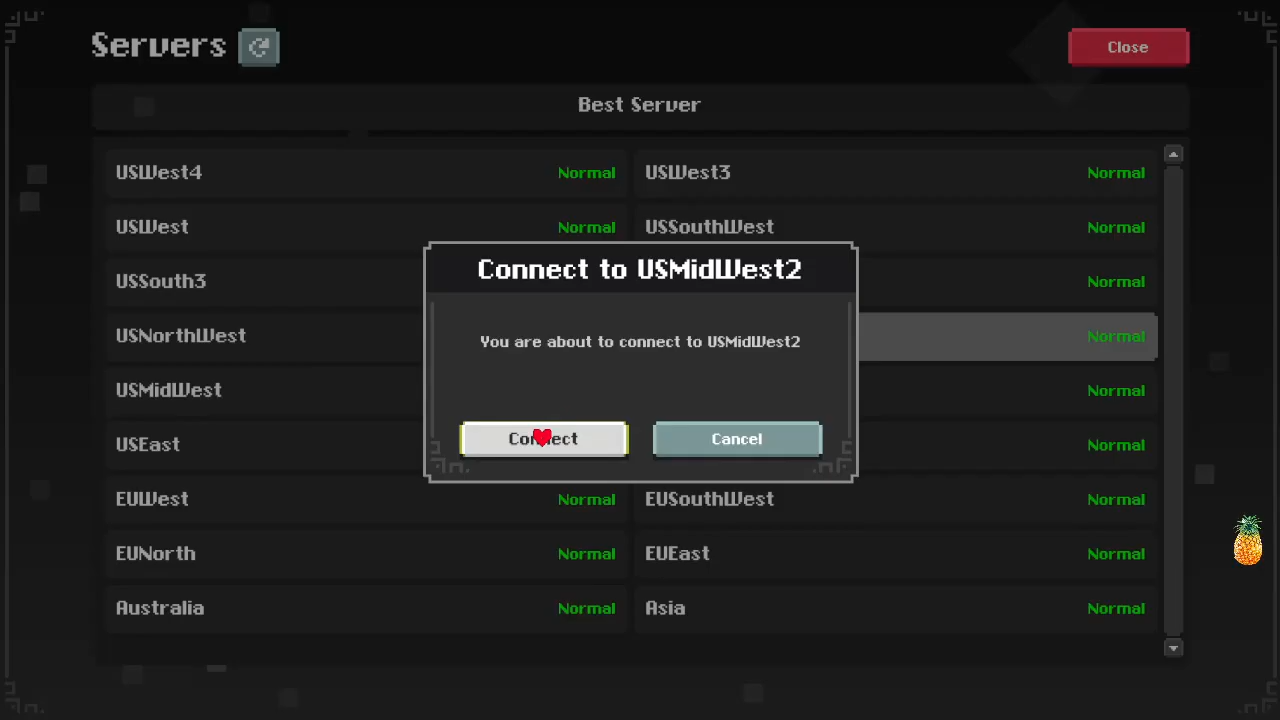 Servers
Close
Best Server
USWest4 Normal USWest3 Normal
USWest Normal USSouthWest Normal
Connect to USMidWest2
USSouth3 Normal
USNorthWest Normal
You are about to connect to USMidWest2
USMidWest Normal
Connect Cancel
USEast Normal
EUWest Normal EUSouthWest Normal
EUNorth Normal EUEast Normal
Australia Normal Asia Normal